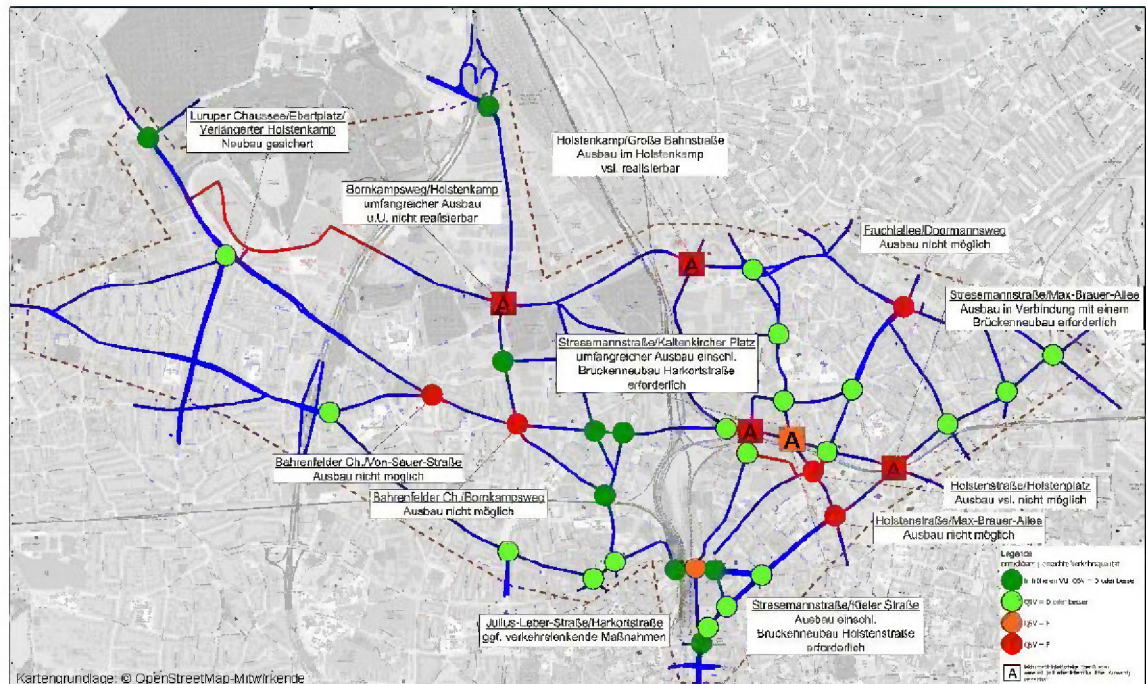 Luruper Chaussee/Ebertplatz/
Verlängerter Holstenkamp
Neubau gesichert
Holstenkamp/Große Bahnstraße
Ausbau im Holstenkamp
vsl. realisierbar
Bornkampsweg/Holstenkamp
umfangreicher Ausbau
u.U. nicht realisierbar
Fruchtallee/Doormannsweg
Ausbau nicht möglich
Stresemannstraße/Max-Brauer-Allee
Ausbau in Verbindung mit einem
Brückenneubau erforderlich
Stresemannstraße/Kaltenkircher Platz
umfangreicher Ausbau einschl.
Brückenneubau Harkortstraße
erforderlich
A
A
A
A
A
Bahrenfelder Ch./Von-Sauer-Straße
Ausbau nicht möglich
Bahrenfelder Ch./Bornkampsweg
Ausbau nicht möglich
Holstenstraße/Holstenplatz
Ausbau vsl. nicht möglich
Holstenstraße/Max-Brauer-Allee
Ausbau nicht möglich
Julius-Leber-Straße/Harkortstraße
ggf. verkehrslenkende Maßnahmen
Stresemannstraße/Kieler Straße
Ausbau einschl.
Brückenneubau Holstenstraße
erforderlich
Legende
QSV = D oder besser
QSV = E
QSV = F
A
Kartengrundlage: © OpenStreetMap-Mitwirkende